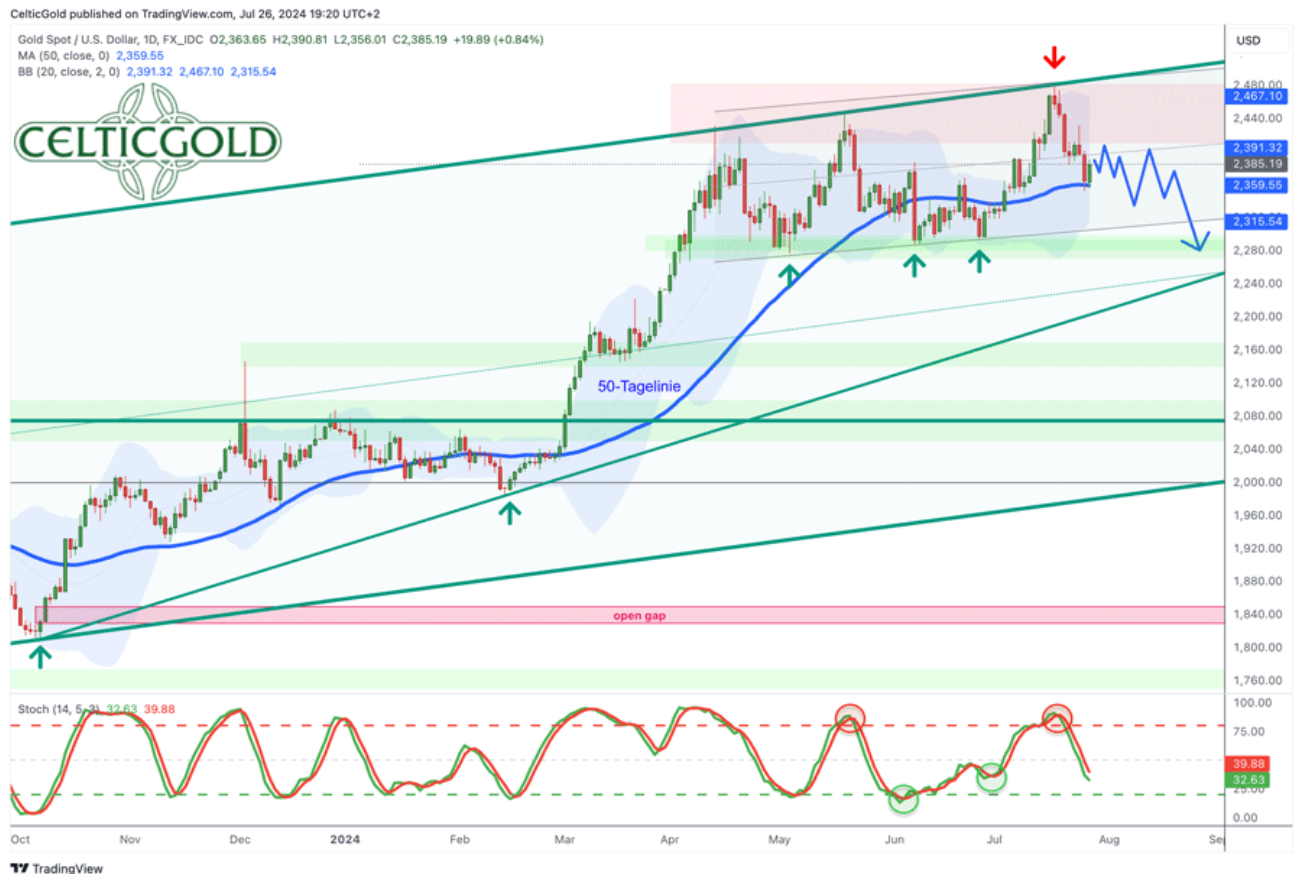 CelticGold published on TradingView.com, Jul 26, 2024 19:20 UTC+2
Gold Spot / U.S. Dollar, 1D, FX_IDC O2,363.65 H2,390.81 L2,356.01 C2,385.19 +19.89 (+0.84%)
MA (50, close, 0) 2,359.55
BB (20, close, 2, 0) 2,391.32 2,467.10 2,315.54
CELTICGOLD
USD
2,480.00
2,467.10
2,440.00
2,391.32
2,385.19
2,359.55
2,315.54
2,280.00
2,240.00
2,200.00
2,160.00
2,120.00
2,080.00
2,040.00
2,000.00
1,960.00
1,920.00
1,880.00
1,840.00
1,800.00
1,760.00
50-Tagelinie
open gap
Stoch (14, 5, 3) 32.63 39.88
100.00
75.00
39.88
32.63
25.00
0.00
Oct Nov Dec 2024 Feb Mar Apr May Jun Jul Aug Sep
TradingView